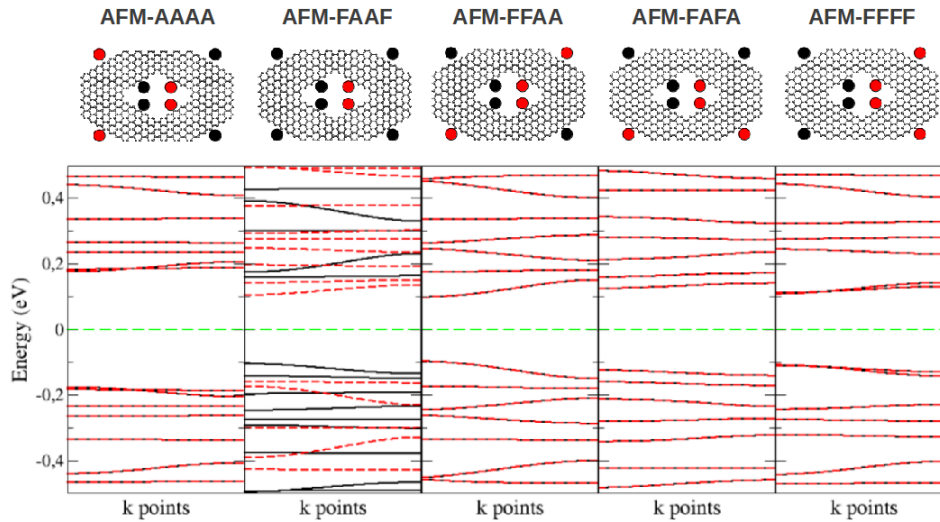 AFM-AAAA AFM-FAAF AFM-FFAA AFM-FAFA AFM-FFFF
Energy (eV)
0,4
0,2
0
-0,2
-0,4
k points k points k points k points k points